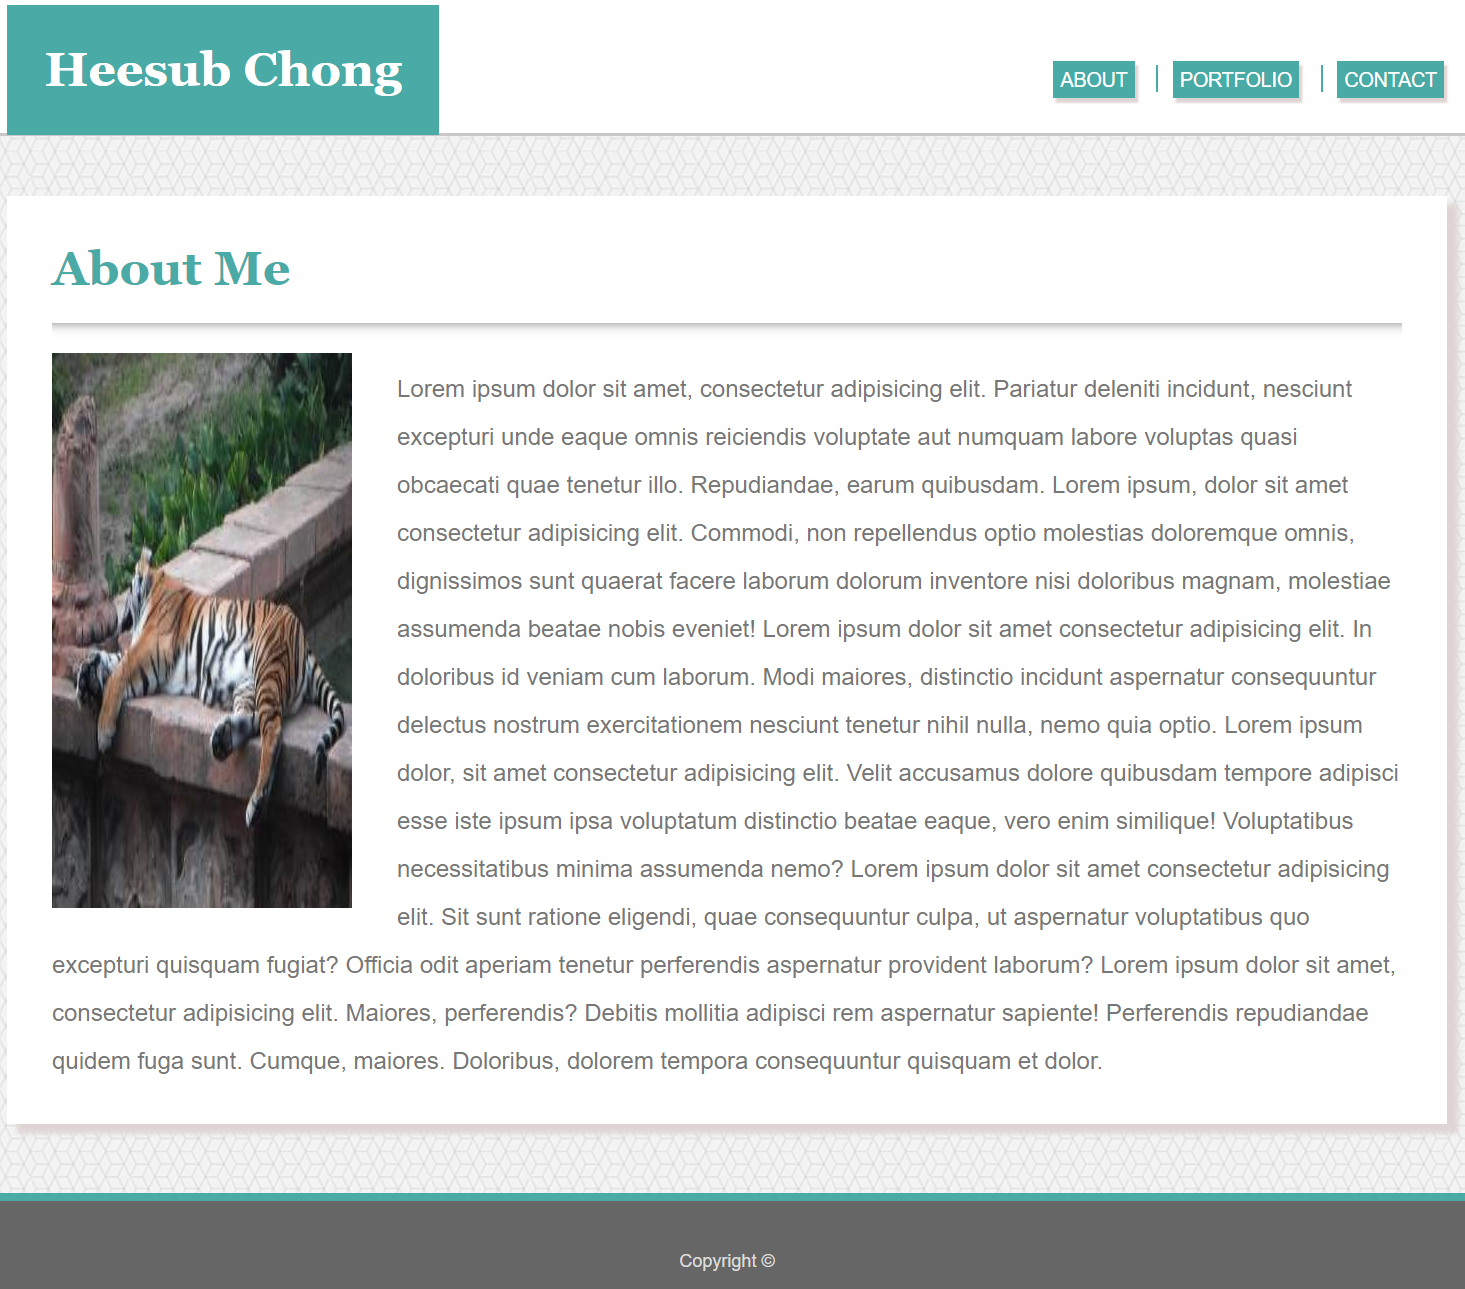 Heesub Chong
ABOUT
PORTFOLIO
CONTACT
About Me
Lorem ipsum dolor sit amet, consectetur adipisicing elit. Pariatur deleniti incidunt, nesciunt
excepturi unde eaque omnis reiciendis voluptate aut numquam labore voluptas quasi
obcaecati quae tenetur illo. Repudiandae, earum quibusdam. Lorem ipsum, dolor sit amet
consectetur adipisicing elit. Commodi, non repellendus optio molestias doloremque omnis,
dignissimos sunt quaerat facere laborum dolorum inventore nisi doloribus magnam, molestiae
assumenda beatae nobis eveniet! Lorem ipsum dolor sit amet consectetur adipisicing elit. In
doloribus id veniam cum laborum. Modi maiores, distinctio incidunt aspernatur consequuntur
delectus nostrum exercitationem nesciunt tenetur nihil nulla, nemo quia optio. Lorem ipsum
dolor, sit amet consectetur adipisicing elit. Velit accusamus dolore quibusdam tempore adipisci
esse iste ipsum ipsa voluptatum distinctio beatae eaque, vero enim similique! Voluptatibus
necessitatibus minima assumenda nemo? Lorem ipsum dolor sit amet consectetur adipisicing
elit. Sit sunt ratione eligendi, quae consequuntur culpa, ut aspernatur voluptatibus quo
excepturi quisquam fugiat? Officia odit aperiam tenetur perferendis aspernatur provident laborum? Lorem ipsum dolor sit amet,
consectetur adipisicing elit. Maiores, perferendis? Debitis mollitia adipisci rem aspernatur sapiente! Perferendis repudiandae
quidem fuga sunt. Cumque, maiores. Doloribus, dolorem tempora consequuntur quisquam et dolor.
Copyright ©